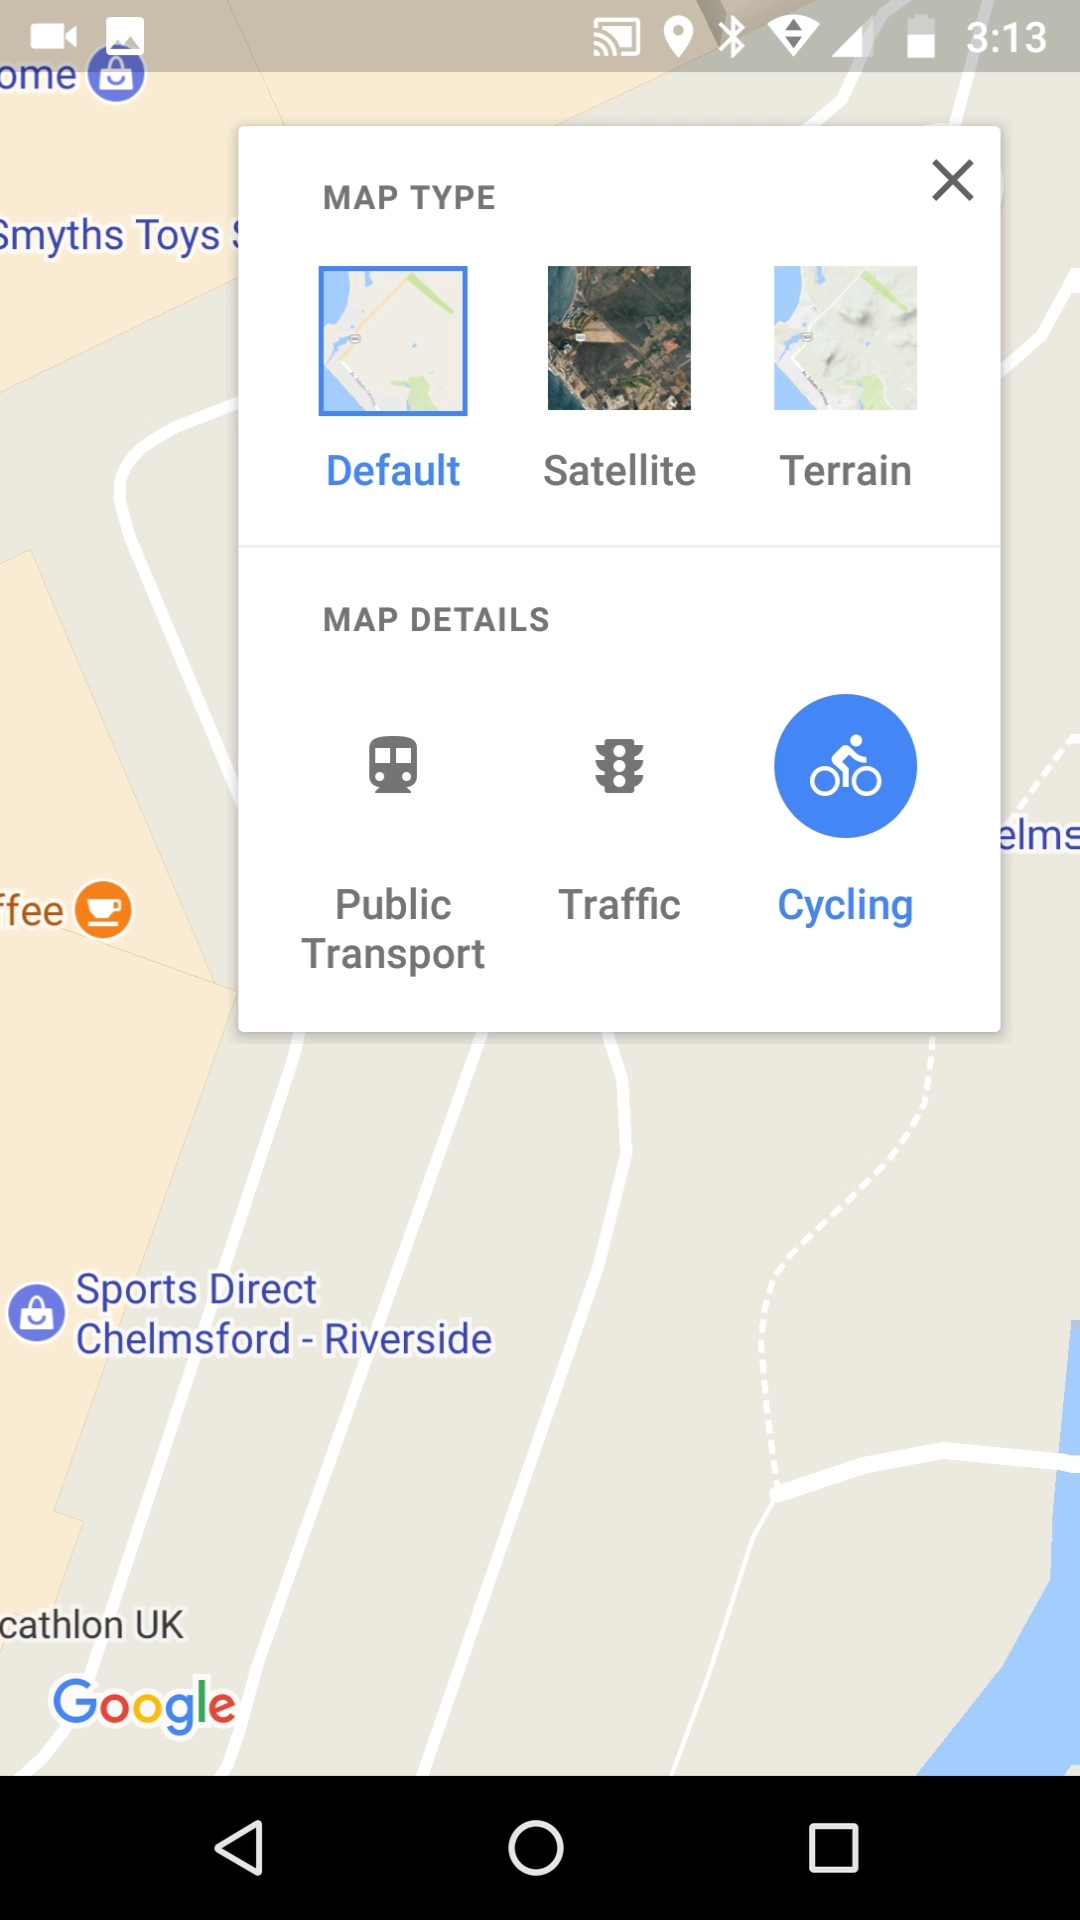 3:13
ome
Smyths Toys S
MAP TYPE
Default
Satellite
Terrain
MAP DETAILS
Public
Transport
Traffic
Cycling
elms
ffee
Sports Direct
Chelmsford - Riverside
cathlon UK
Google